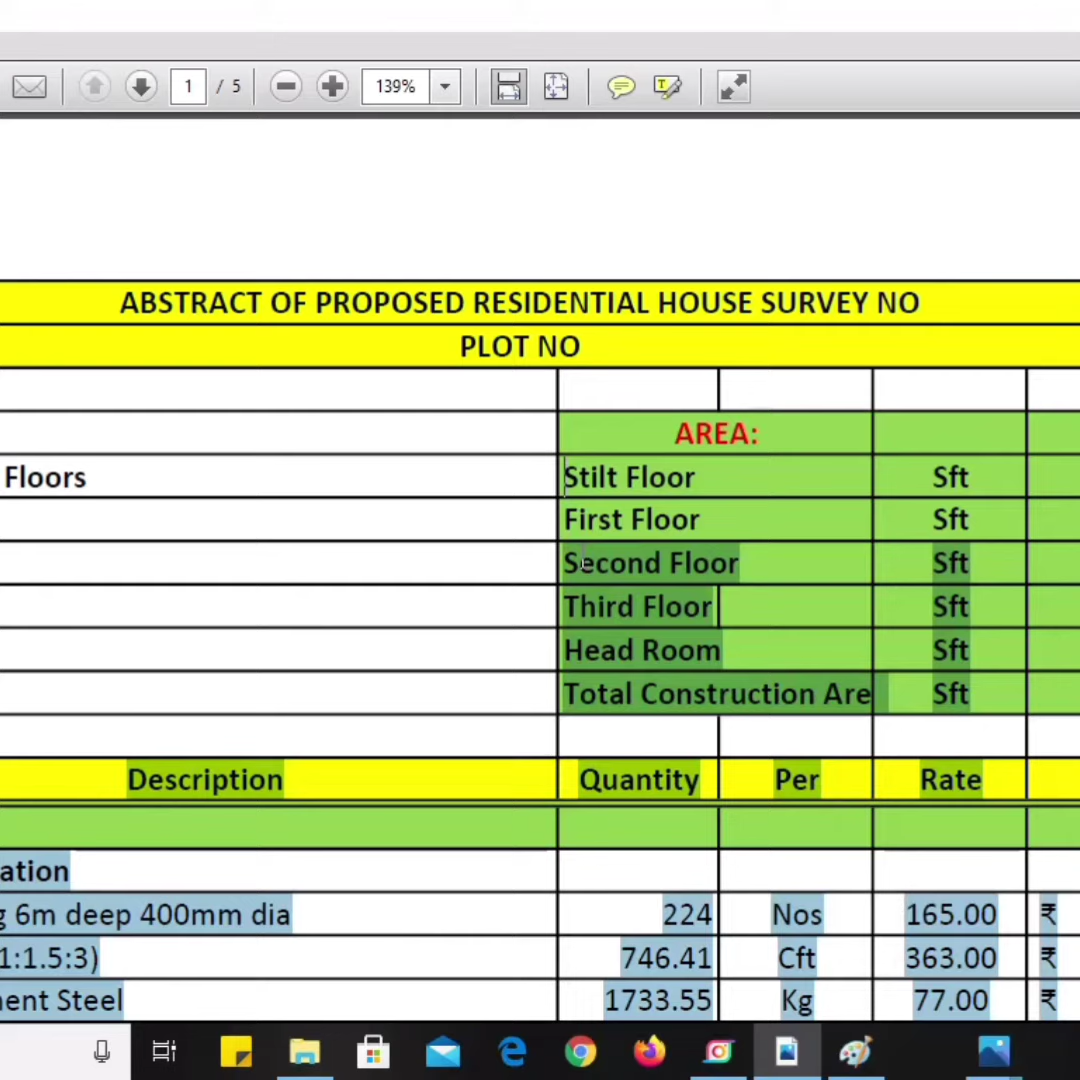 1 / 5 139%
ABSTRACT OF PROPOSED RESIDENTIAL HOUSE SURVEY NO
PLOT NO
AREA:
Floors Stilt Floor Sft
First Floor Sft
Second Floor Sft
Third Floor Sft
Head Room Sft
Total Construction Are Sft
Description Quantity Per Rate
ation
g 6m deep 400mm dia 224 Nos 165.00 ₹
1:1.5:3) 746.41 Cft 363.00 ₹
nent Steel 1733.55 Kg 77.00 ₹